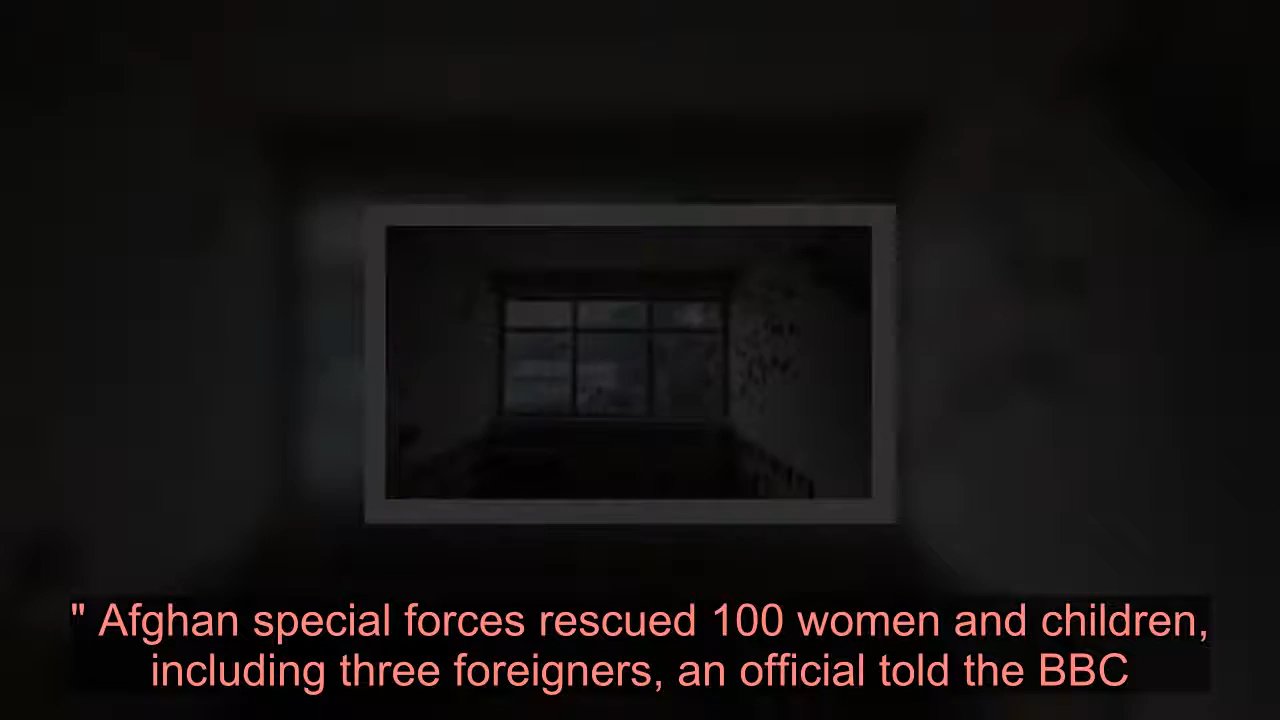 " Afghan special forces rescued 100 women and children,
including three foreigners, an official told the BBC